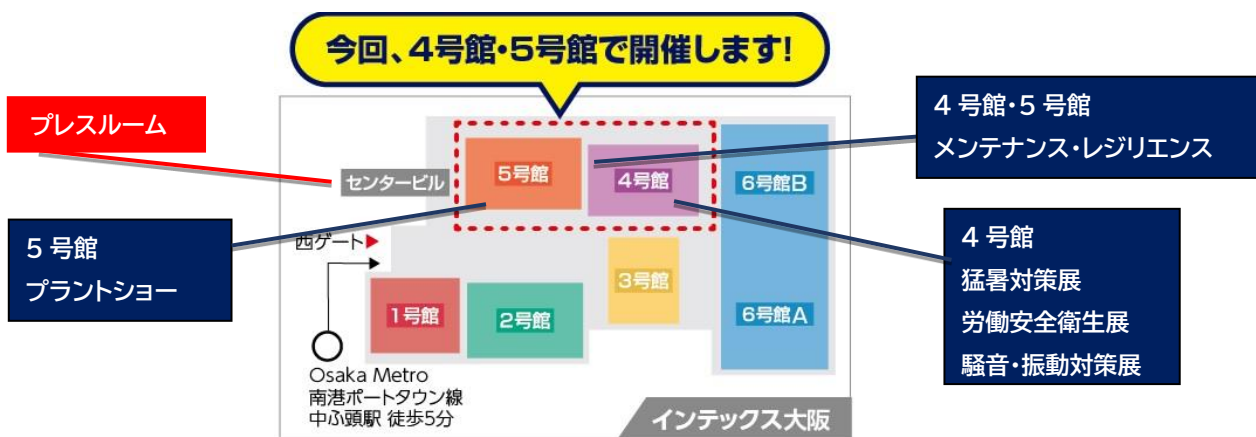 今回、4号館・5号館で開催します!
プレスルーム
4号館・5号館
メンテナンス・レジリエンス
センタービル
5号館
4号館
6号館B
5号館
プラントショー
西ゲート
4号館
猛暑対策展
労働安全衛生展
騒音・振動対策展
3号館
1号館
2号館
6号館A
Osaka Metro
南港ポートタウン線
中ふ頭駅 徒歩5分
インテックス大阪